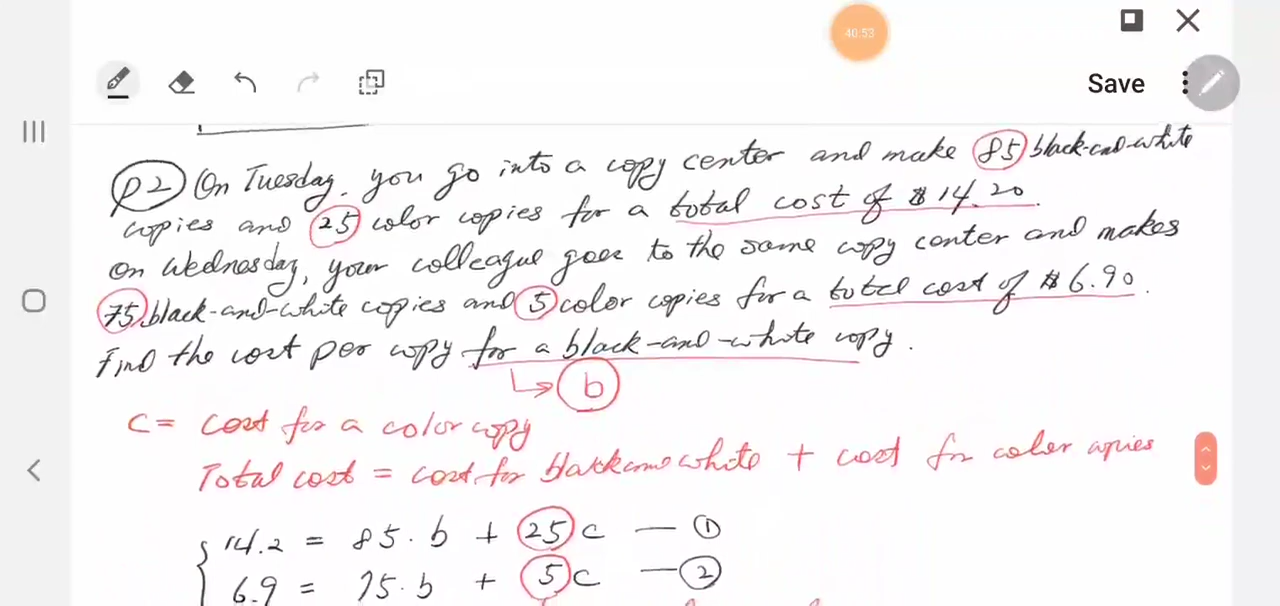 40:53
Save
P2 On Tuesday, you go into a copy center and make 85 black-and-white
copies and 25 color copies for a total cost of $14.20.
On Wednesday, your colleague goes to the same copy center and makes
75 black-and-white copies and 5 color copies for a total cost of $6.90.
Find the cost per copy for a black-and-white copy.
b
C = cost for a color copy
Total cost = cost for black and white + cost for color copies
14.2 = 85.b + 25c — ①
6.9 = 75.b + 5c — ②